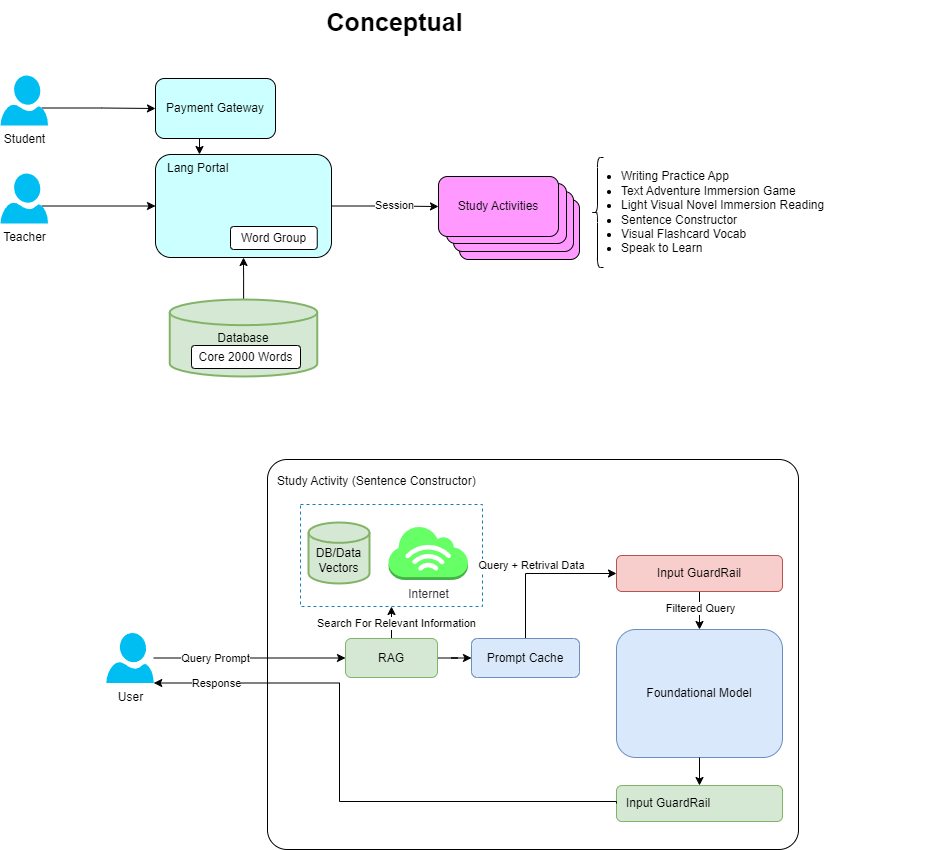 Conceptual
Payment Gateway
Student
Lang Portal
Teacher
Word Group
Session
Study Activities
Writing Practice App
Text Adventure Immersion Game
Light Visual Novel Immersion Reading
Sentence Constructor
Visual Flashcard Vocab
Speak to Learn
Database
Core 2000 Words
Study Activity (Sentence Constructor)
DB/Data
Vectors
Internet
Query + Retrival Data
Input GuardRail
Filtered Query
Search For Relevant Information
Query Prompt
RAG
Prompt Cache
Response
User
Foundational Model
Input GuardRail